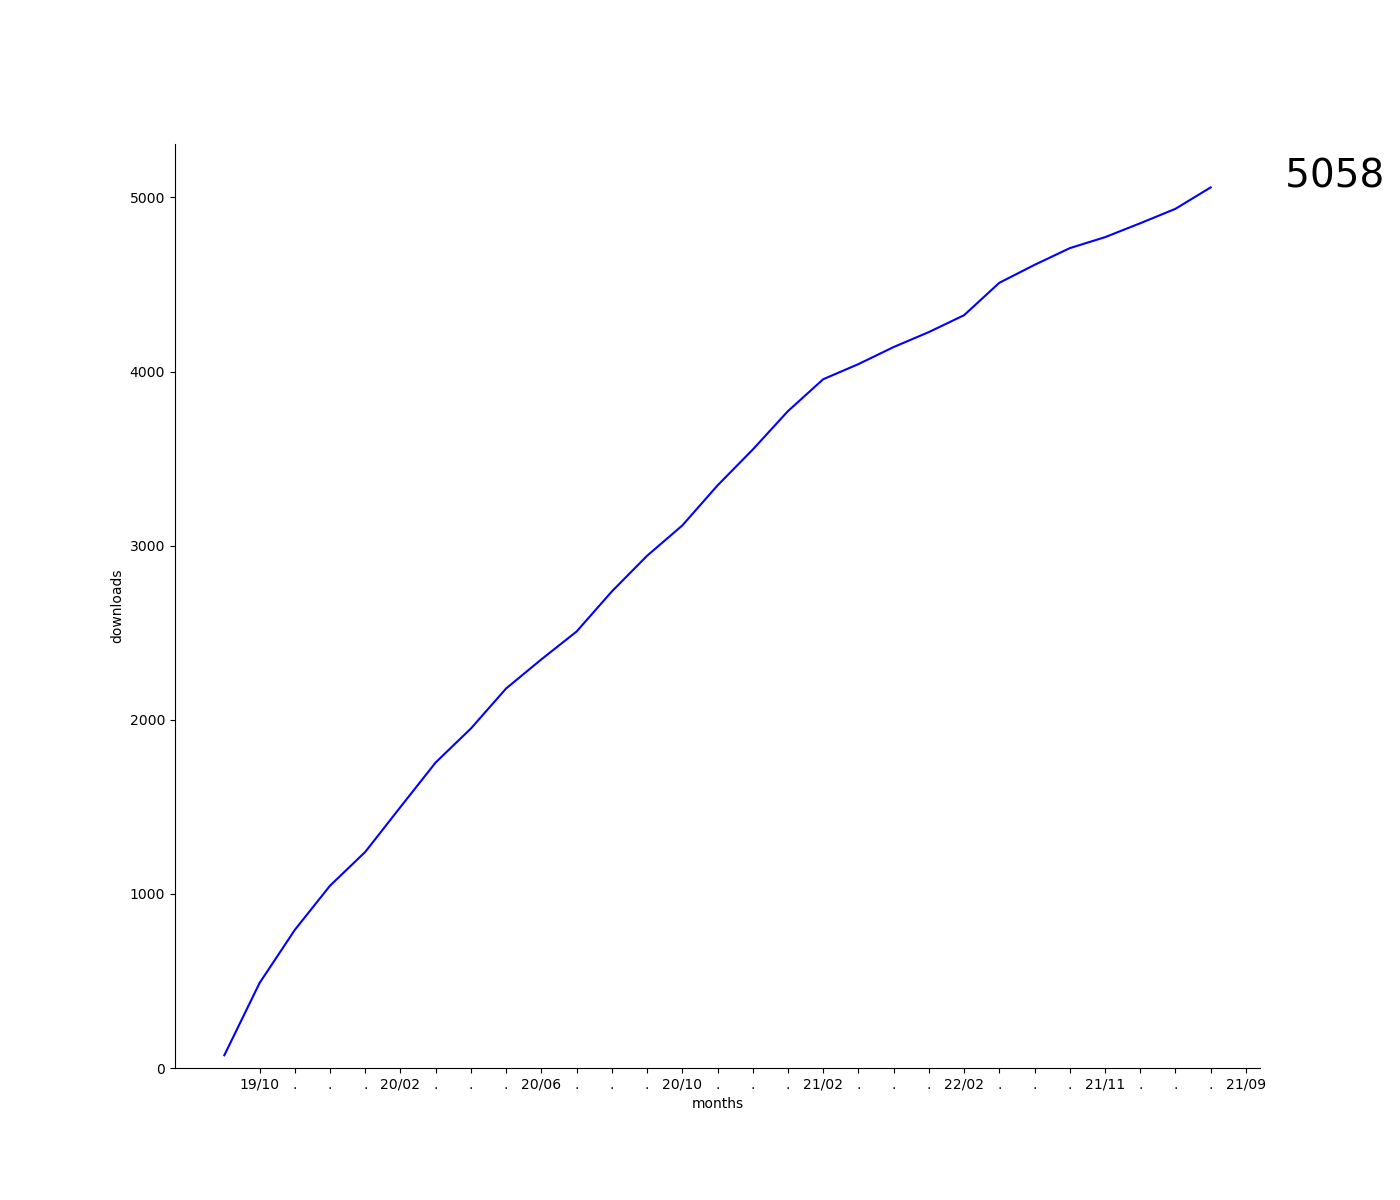 5058
5000
4000
3000
2000
1000
0
downloads
19/10 . . . 20/02 . . . 20/06 . . . 20/10 . . . 21/02 . . . 22/02 . . . 21/11 . . . 21/09
months